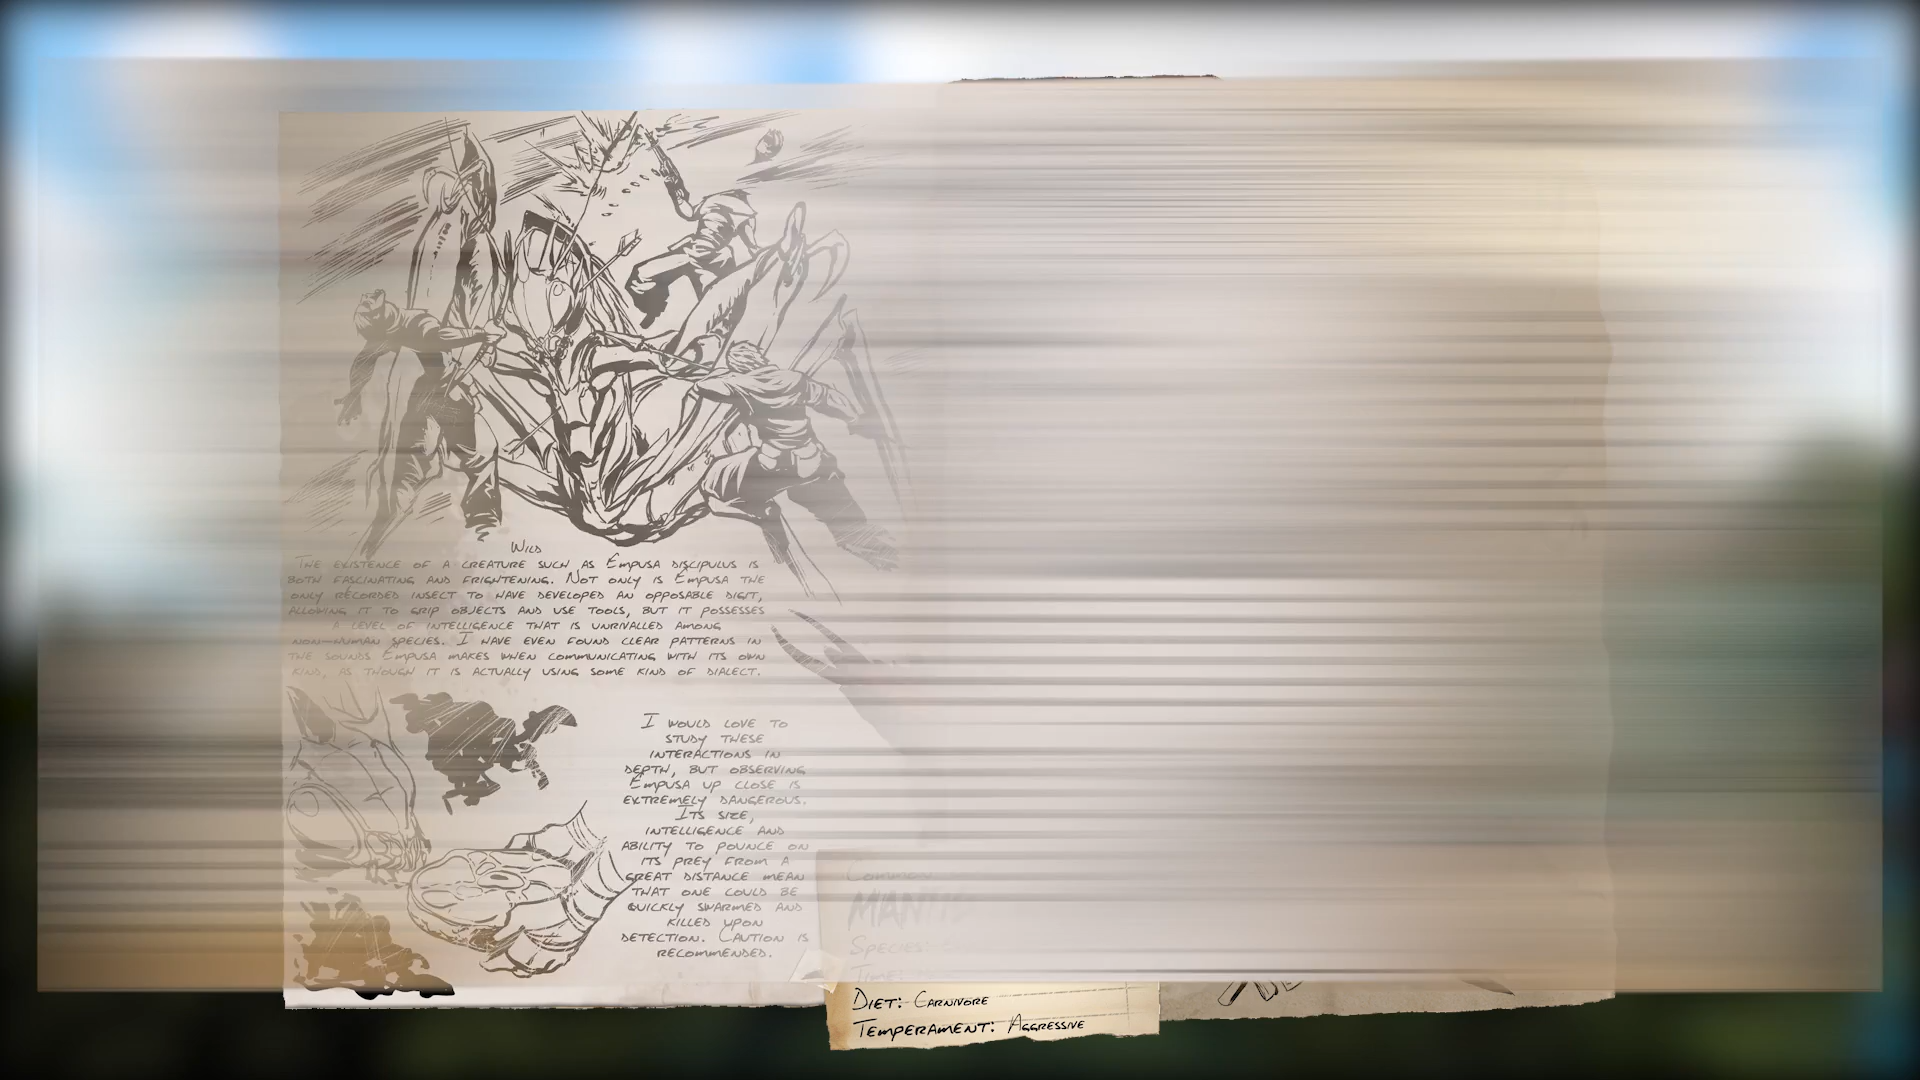 Wild
The existence of a creature such as Empusa discipulus is
both fascinating and frightening. Not only is Empusa the
only recorded insect to have developed an opposable digit,
allowing it to grip objects and use tools, but it possesses
a level of intelligence that is unrivalled among
non-human species. I have even found clear patterns in
the sounds Empusa makes when communicating with its own
kind, as though it is actually using some kind of dialect.
I would love to
study these
interactions in
depth, but observing
Empusa up close is
extremely dangerous.
Its size,
intelligence and
ability to pounce on
its prey from a
great distance mean
that one could be
quickly swarmed and
killed upon
detection. Caution is
recommended.
Common
Mantis
Species:
Time:
Diet: Carnivore
Temperament: Aggressive